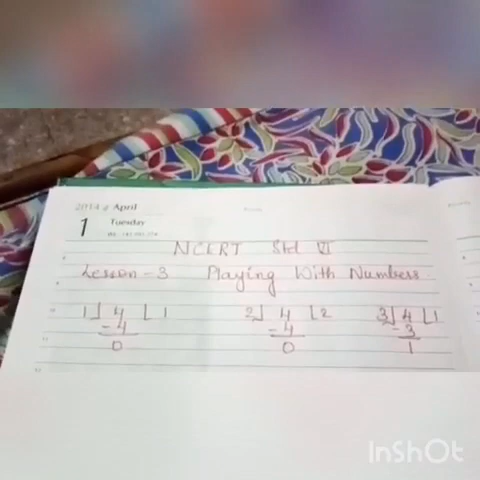 2014 April
1 Tuesday
NCERT Std VI
Lesson - 3 Playing With Numbers
1 4 1 2 4 2 3 4 1
- 4 - 4 - 3
0 0 1
InShOt